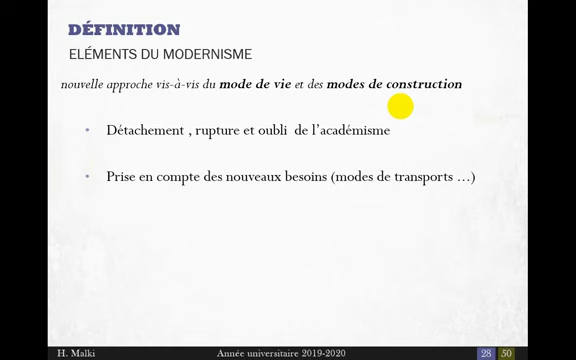 DÉFINITION
ELÉMENTS DU MODERNISME
nouvelle approche vis-à-vis du mode de vie et des modes de construction
• Détachement , rupture et oubli de l'académisme
• Prise en compte des nouveaux besoins (modes de transports …)
H. Malki Année universitaire 2019-2020 28 50